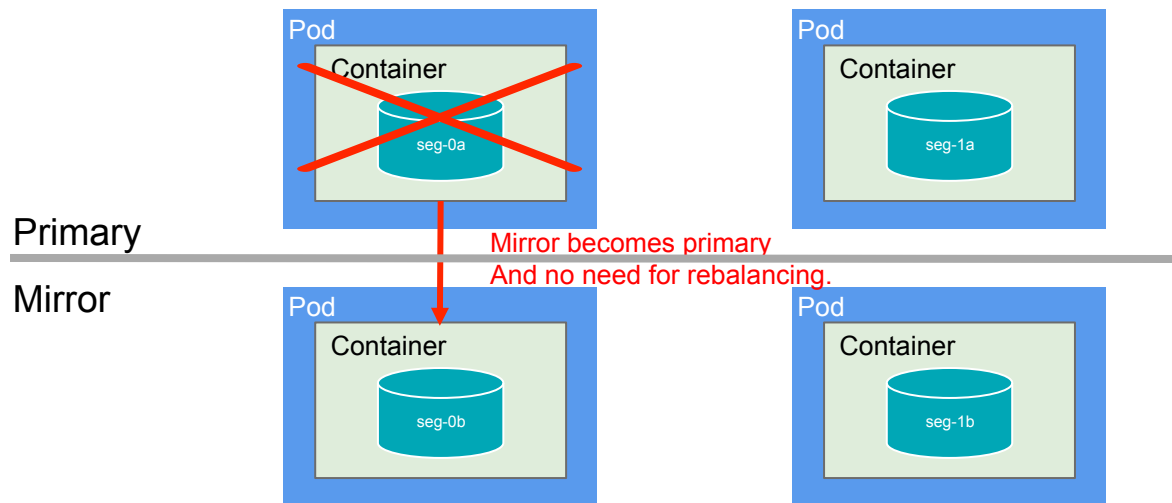 Pod
Container
seg-0a
Pod
Container
seg-1a
Primary
Mirror becomes primary
And no need for rebalancing.
Mirror
Pod
Container
seg-0b
Pod
Container
seg-1b